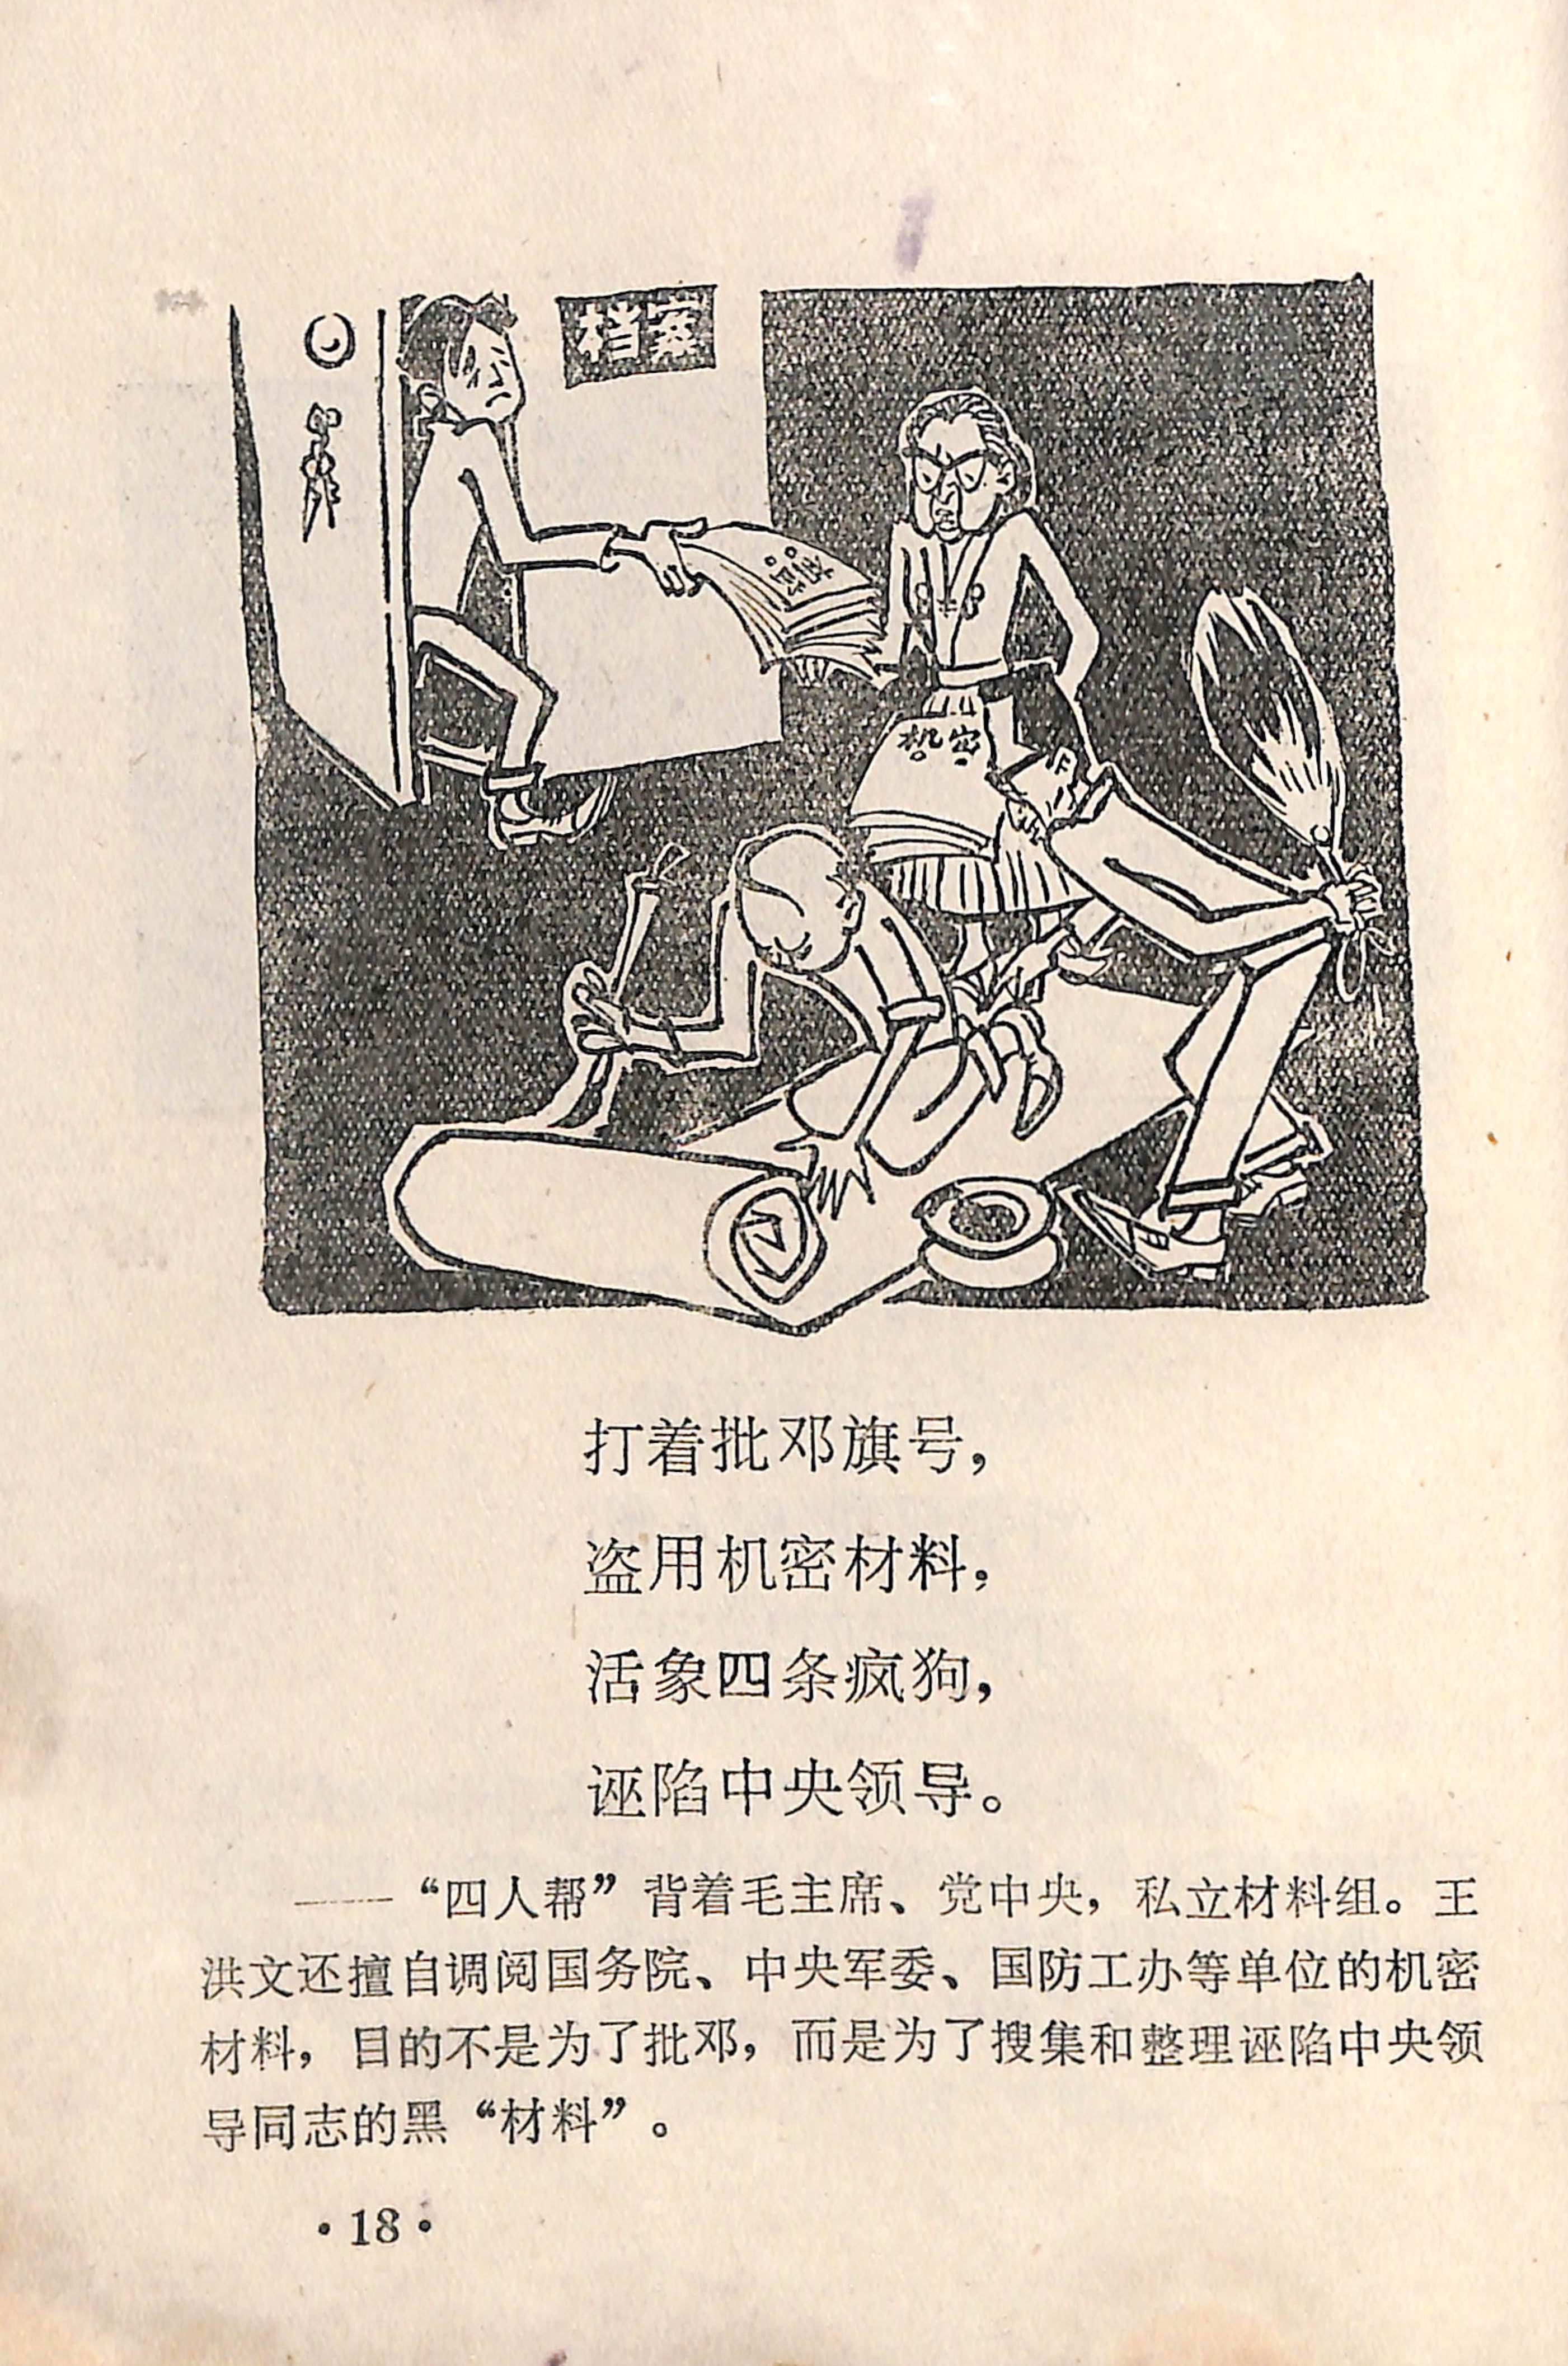 档案
机密
打着批邓旗号，
盗用机密材料，
活象四条疯狗，
诬陷中央领导。
——“四人帮”背着毛主席、党中央，私立材料组。王
洪文还擅自调阅国务院、中央军委、国防工办等单位的机密
材料，目的不是为了批邓，而是为了搜集和整理诬陷中央领
导同志的黑“材料”。
·18·